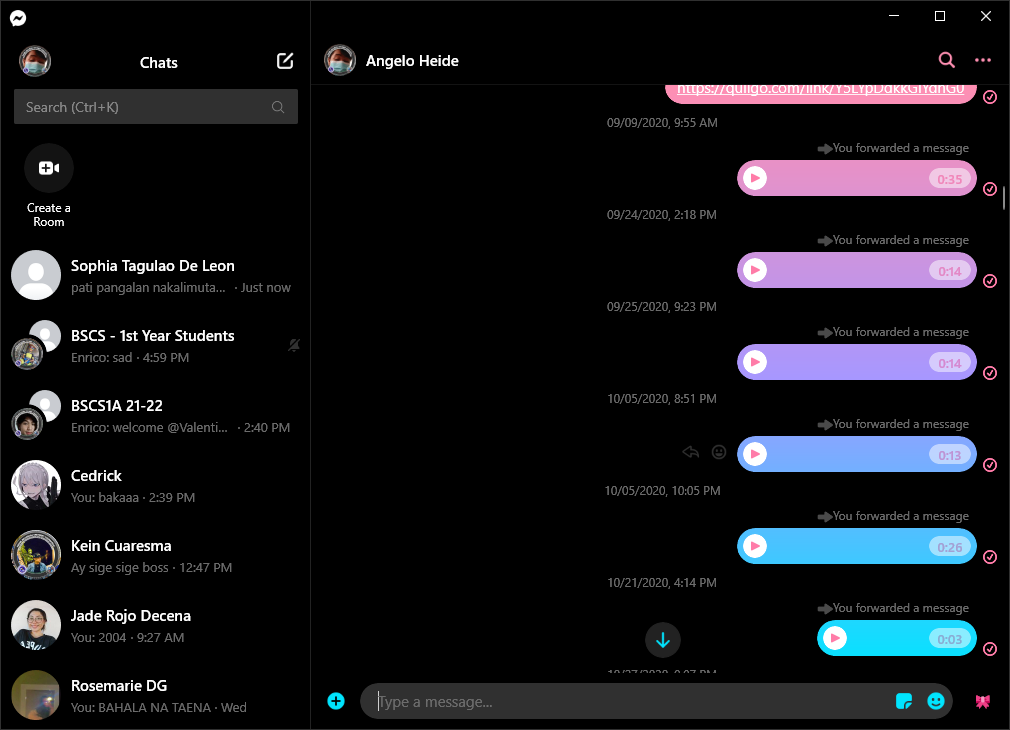 Chats
Search (Ctrl+K)
Create a
Room
Sophia Tagulao De Leon
pati pangalan nakalimuta... · Just now
BSCS - 1st Year Students
Enrico: sad · 4:59 PM
BSCS1A 21-22
Enrico: welcome @Valenti... · 2:40 PM
Cedrick
You: bakaaa · 2:39 PM
Kein Cuaresma
Ay sige sige boss · 12:47 PM
Jade Rojo Decena
You: 2004 · 9:27 AM
Rosemarie DG
You: BAHALA NA TAENA · Wed
Angelo Heide
09/09/2020, 9:55 AM
You forwarded a message
0:35
09/24/2020, 2:18 PM
You forwarded a message
0:14
09/25/2020, 9:23 PM
You forwarded a message
0:14
10/05/2020, 8:51 PM
You forwarded a message
0:13
10/05/2020, 10:05 PM
You forwarded a message
0:26
10/21/2020, 4:14 PM
You forwarded a message
0:03
Type a message...